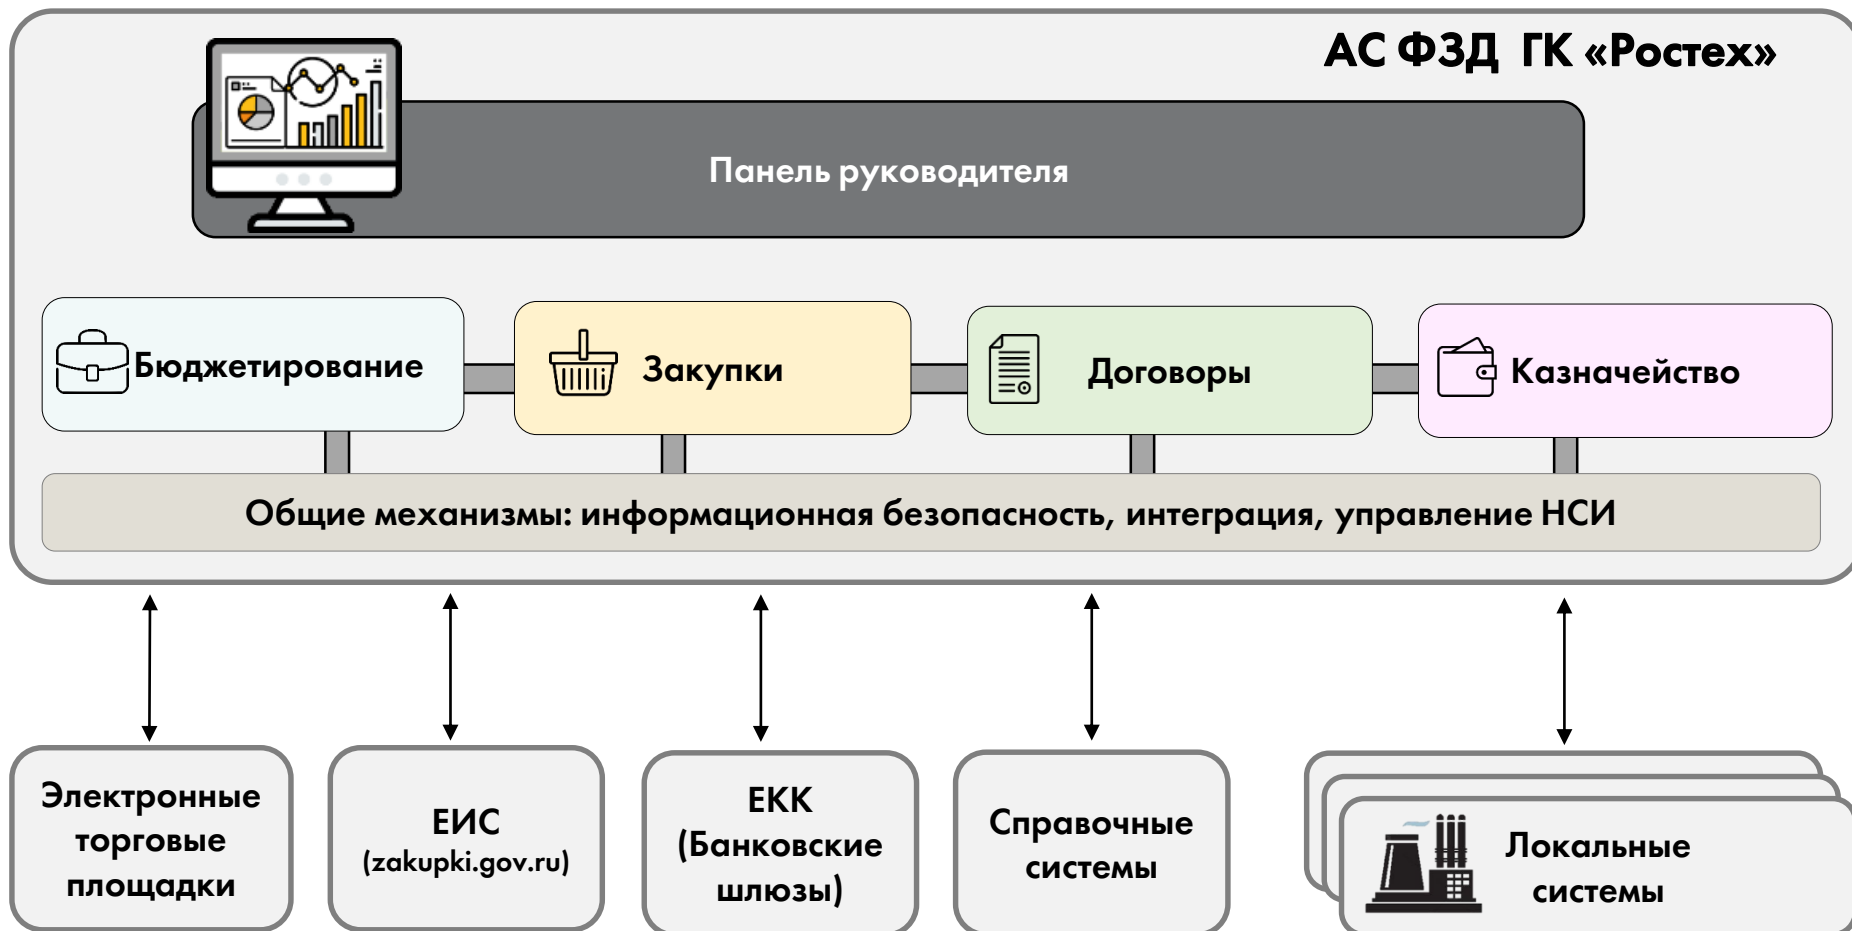 АС ФЗД ГК «Ростех»
Панель руководителя
Бюджетирование
Закупки
Договоры
Казначейство
Общие механизмы: информационная безопасность, интеграция, управление НСИ
Электронные
торговые
площадки
ЕИС
(zakupki.gov.ru)
ЕКК
(Банковские
шлюзы)
Справочные
системы
Локальные
системы